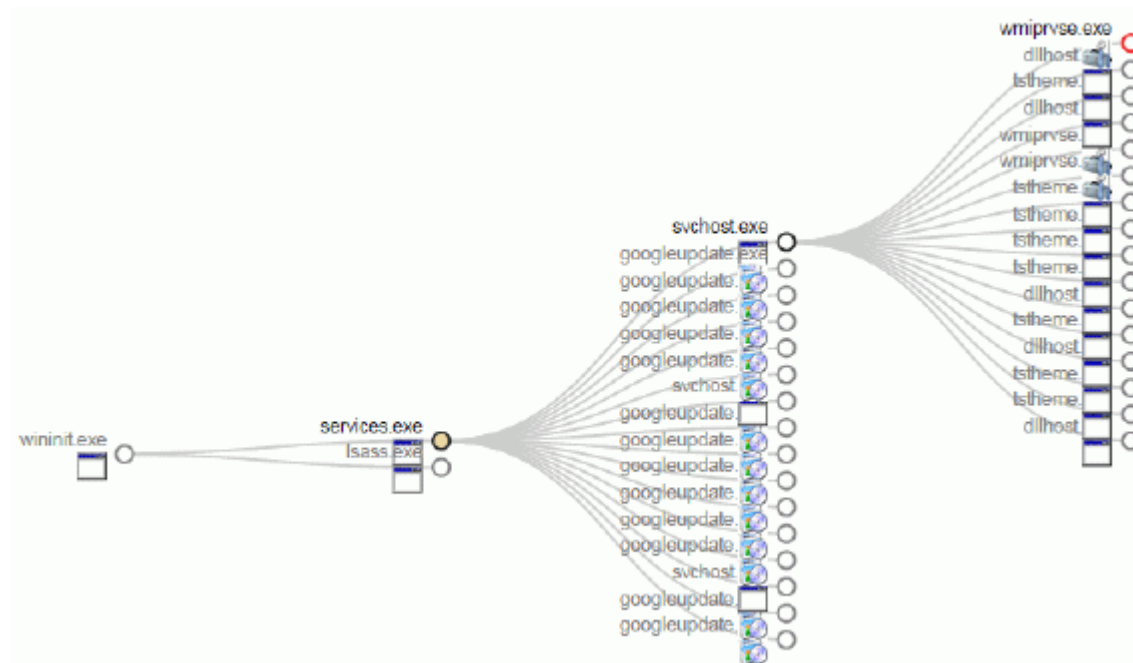 wininit.exe
services.exe
lsass.exe
svchost.exe
googleupdate.exe
googleupdate.
googleupdate.
googleupdate.
googleupdate.
svchost.
googleupdate.
googleupdate.
googleupdate.
googleupdate.
googleupdate.
googleupdate.
svchost.
googleupdate.
googleupdate.
wmiprvse.exe
dllhost.
tstheme.
dllhost.
wmiprvse.
wmiprvse.
tstheme.
tstheme.
tstheme.
tstheme.
dllhost.
tstheme.
dllhost.
tstheme.
tstheme.
dllhost.